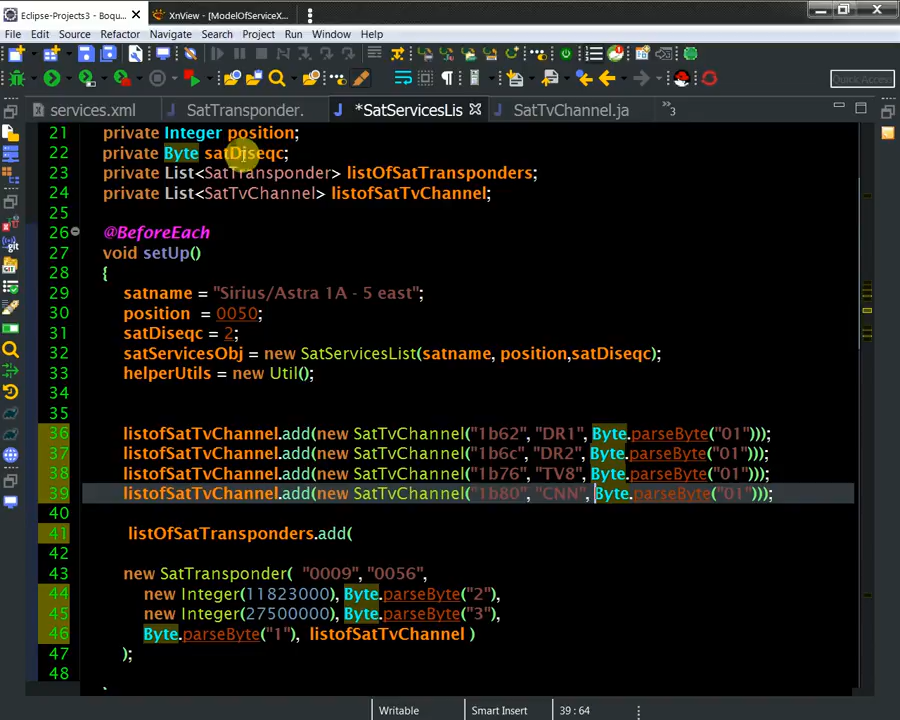 Eclipse-Projects3 - Boqu... ✕ XnView - [ModelOfServiceX...
File Edit Source Refactor Navigate Search Project Run Window Help
Quick Access
services.xml SatTransponder. *SatServicesLis SatTvChannel.ja »3
21 private Integer position;
22 private Byte satDiseqc;
23 private List<SatTransponder> listOfSatTransponders;
24 private List<SatTvChannel> listofSatTvChannel;
25
26 @BeforeEach
27 void setUp()
28 {
29 satname = "Sirius/Astra 1A - 5 east";
30 position = 0050;
31 satDiseqc = 2;
32 satServicesObj = new SatServicesList(satname, position,satDiseqc);
33 helperUtils = new Util();
34
35
36 listofSatTvChannel.add(new SatTvChannel("1b62", "DR1", Byte.parseByte("01")));
37 listofSatTvChannel.add(new SatTvChannel("1b6c", "DR2", Byte.parseByte("01")));
38 listofSatTvChannel.add(new SatTvChannel("1b76", "TV8", Byte.parseByte("01")));
39 listofSatTvChannel.add(new SatTvChannel("1b80", "CNN", Byte.parseByte("01")));
40
41 listOfSatTransponders.add(
42
43 new SatTransponder( "0009", "0056",
44 new Integer(11823000), Byte.parseByte("2"),
45 new Integer(27500000), Byte.parseByte("3"),
46 Byte.parseByte("1"), listofSatTvChannel )
47 );
48
Writable Smart Insert 39 : 64